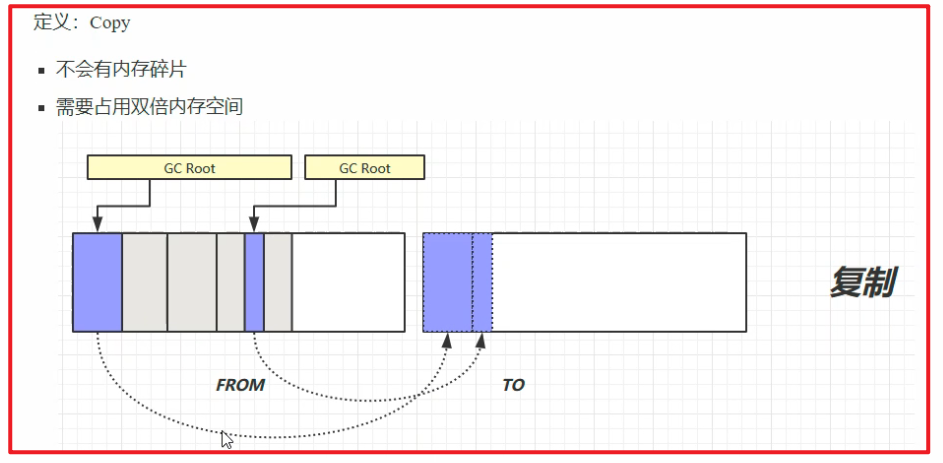 定义：Copy
不会有内存碎片
需要占用双倍内存空间
GC Root
GC Root
复制
FROM
TO